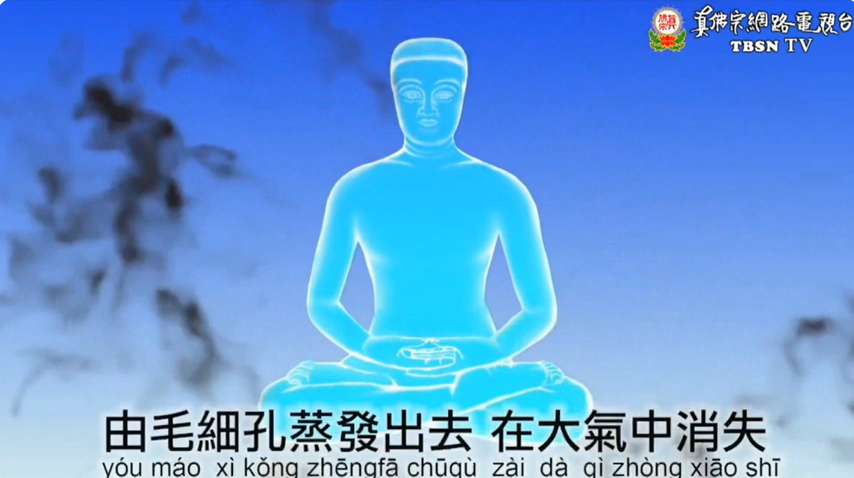 真佛宗網路電視台
TBSN TV
由毛細孔蒸發出去 在大氣中消失
yóu máo xì kǒng zhēngfā chūqù zài dà qì zhòng xiāo shī